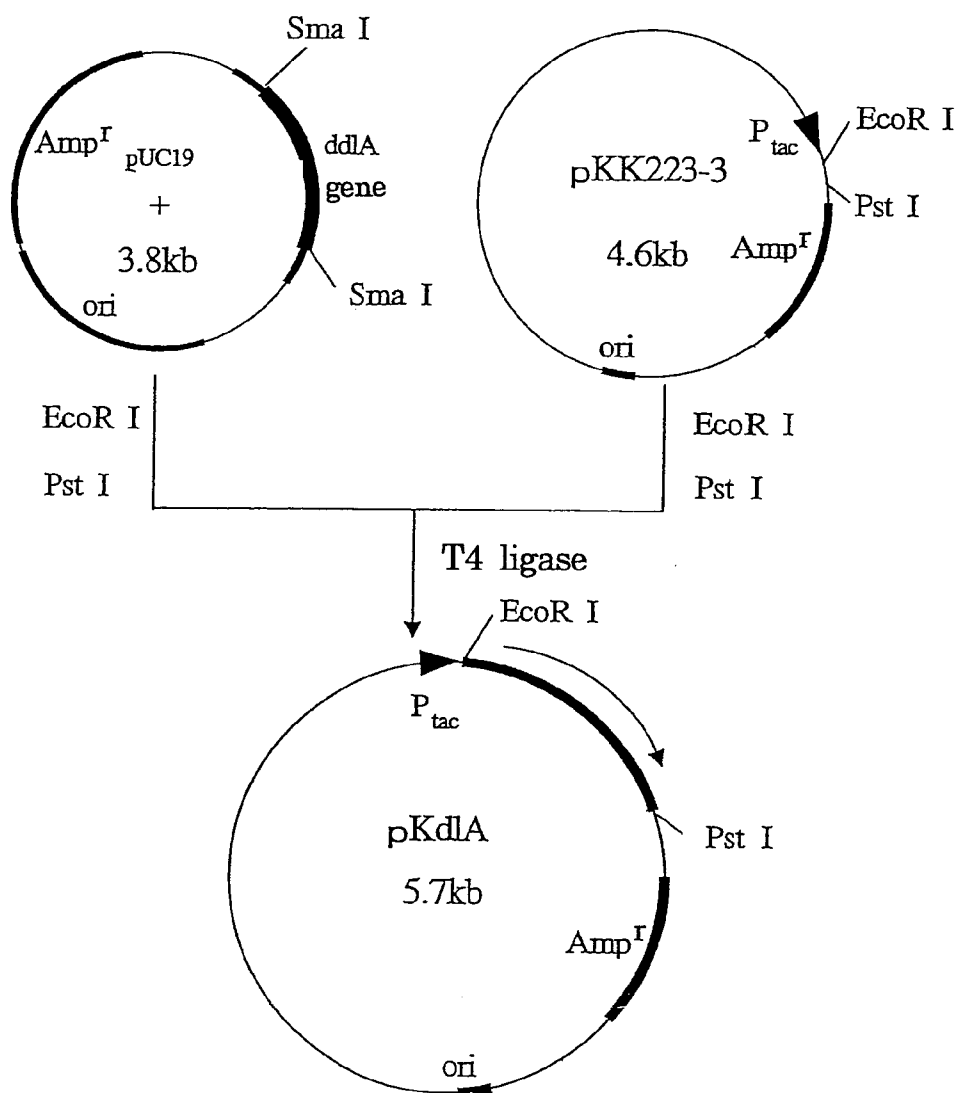 Sma I
Amp^r
pUC19
+
3.8kb
ddlA
gene
ori
Sma I
P_tac
EcoR I
pKK223-3
Pst I
4.6kb
Amp^r
ori
EcoR I
Pst I
EcoR I
Pst I
T4 ligase
EcoR I
P_tac
pKdlA
5.7kb
Pst I
Amp^r
ori